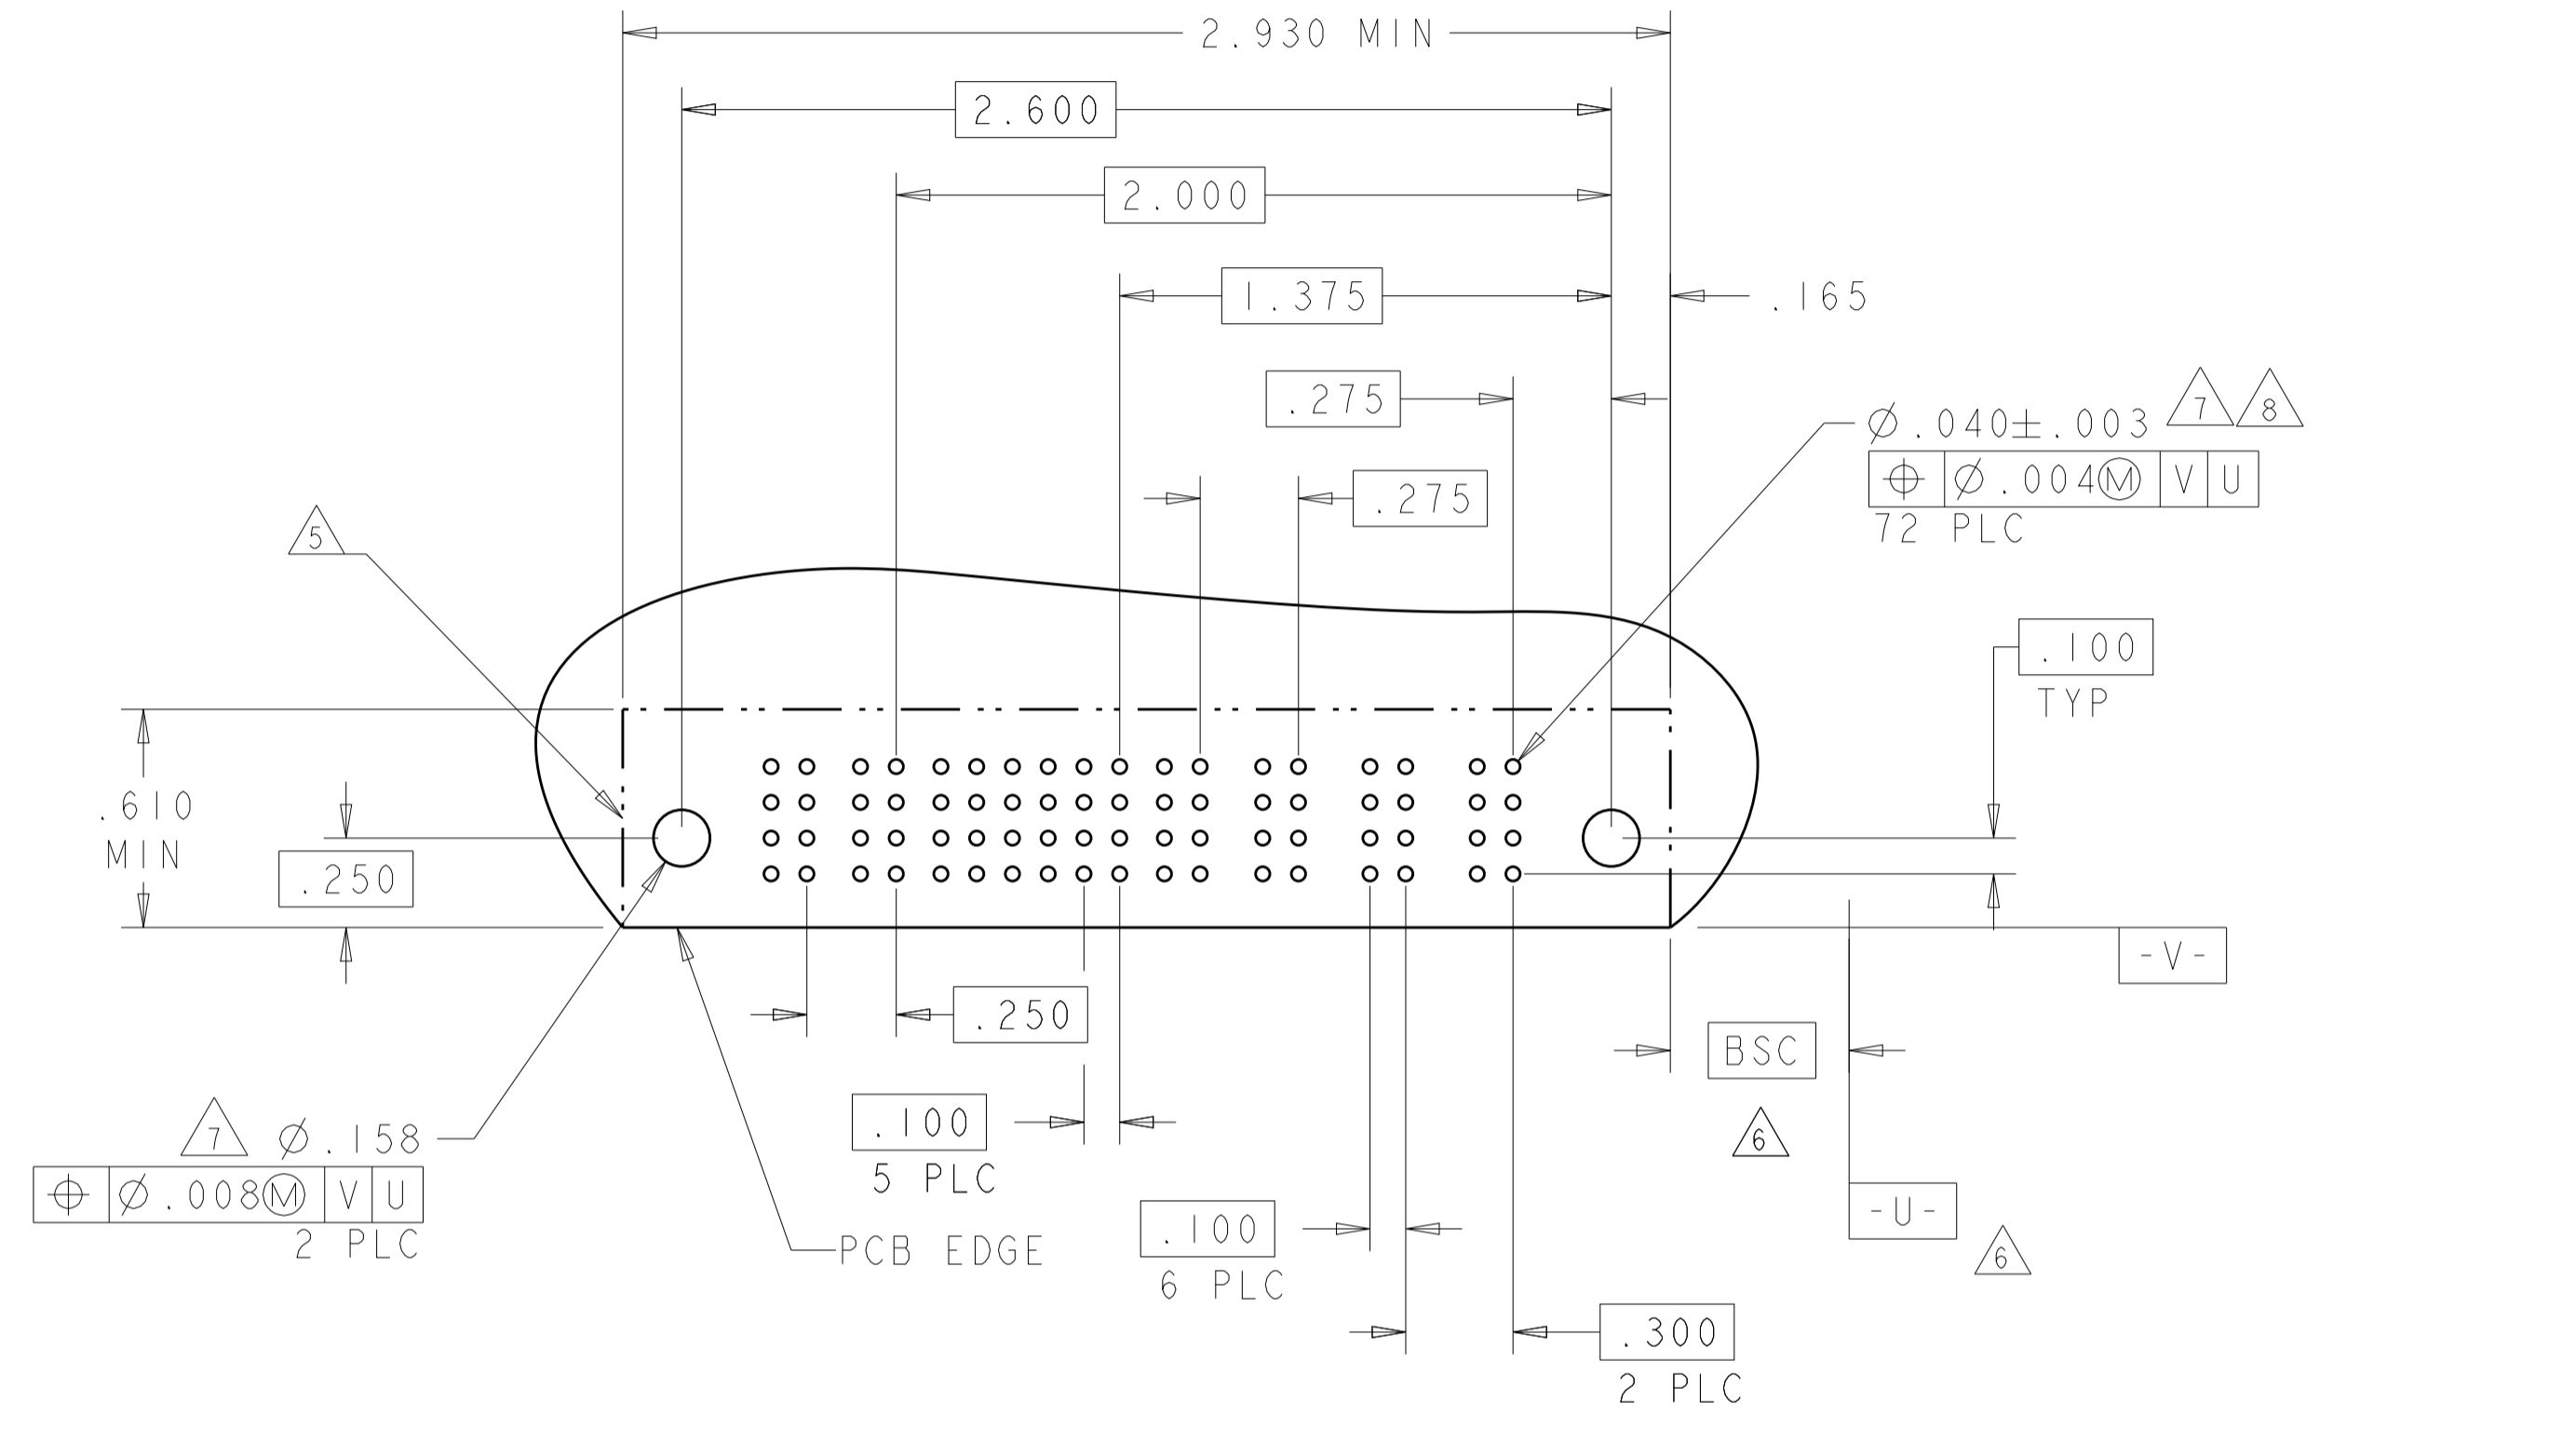 2.930 MIN
2.600
2.000
1.375
.165
.275
.275
Ø.040±.003 7 8
⌖ Ø.004Ⓜ V U
72 PLC
5
.100
TYP
.610
MIN
.250
-V-
.250
BSC
6
.100
5 PLC
7 Ø.158
⌖ Ø.008Ⓜ V U
2 PLC
PCB EDGE
.100
6 PLC
-U-
6
.300
2 PLC